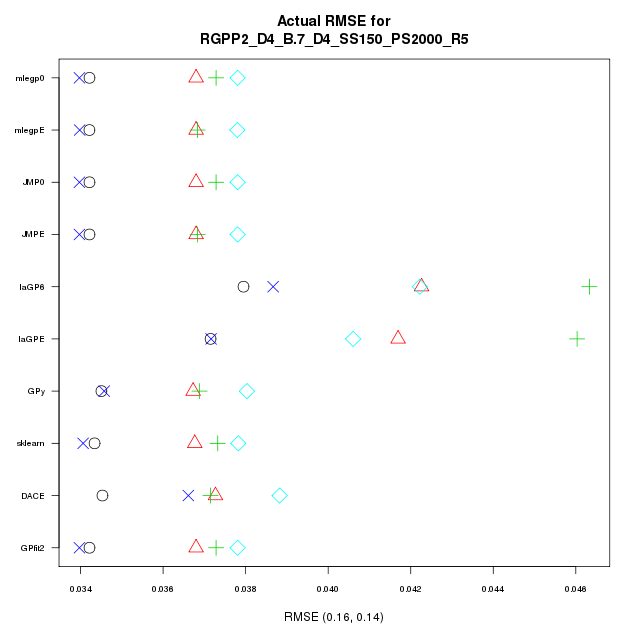 Actual RMSE for
RGPP2_D4_B.7_D4_SS150_PS2000_R5
mlegp0
mlegpE
JMP0
JMPE
laGP6
laGPE
GPy
sklearn
DACE
GPfit2
0.034 0.036 0.038 0.040 0.042 0.044 0.046
RMSE (0.16, 0.14)